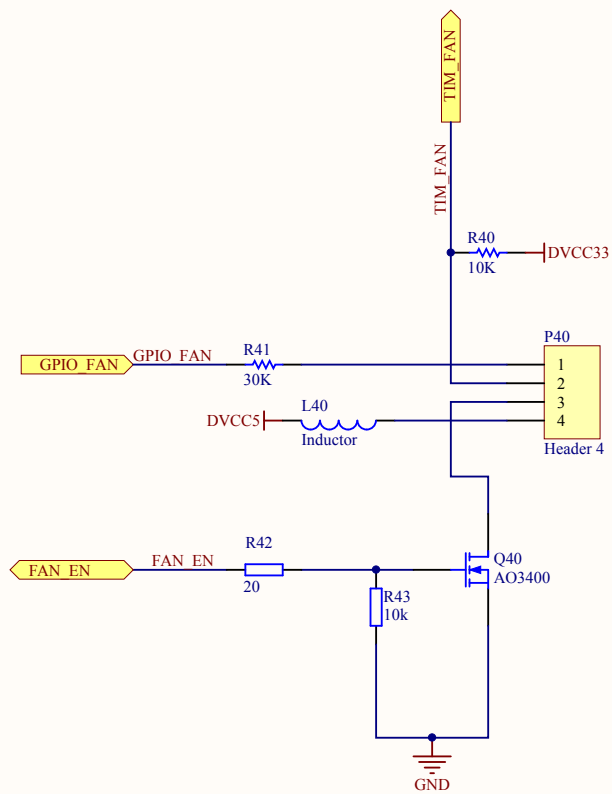 TIM_FAN
TIM_FAN
R40
10K
DVCC33
P40
GPIO_FAN
GPIO_FAN
R41
30K
1
2
3
4
L40
DVCC5
Inductor
Header 4
R42
FAN_EN
FAN_EN
20
Q40
AO3400
R43
10k
GND